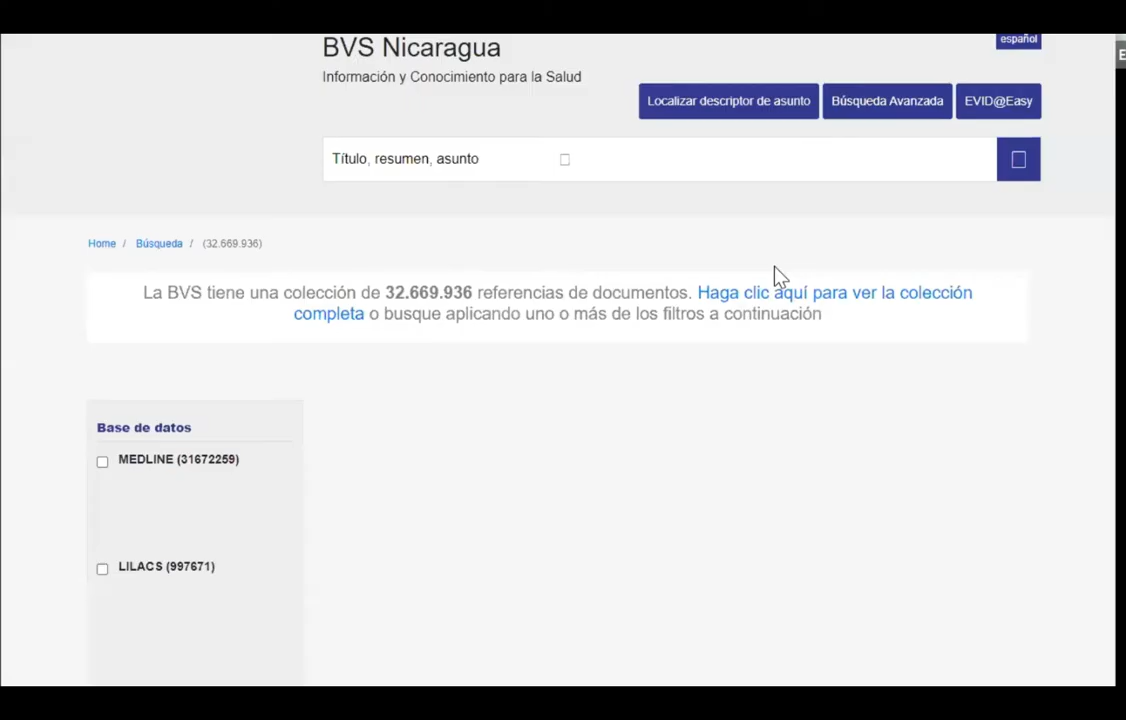 BVS Nicaragua
español
Información y Conocimiento para la Salud
Localizar descriptor de asunto
Búsqueda Avanzada
EVID@Easy
Título, resumen, asunto
Home / Búsqueda / (32.669.936)
La BVS tiene una colección de 32.669.936 referencias de documentos. Haga clic aquí para ver la colección
completa o busque aplicando uno o más de los filtros a continuación
Base de datos
MEDLINE (31672259)
LILACS (997671)